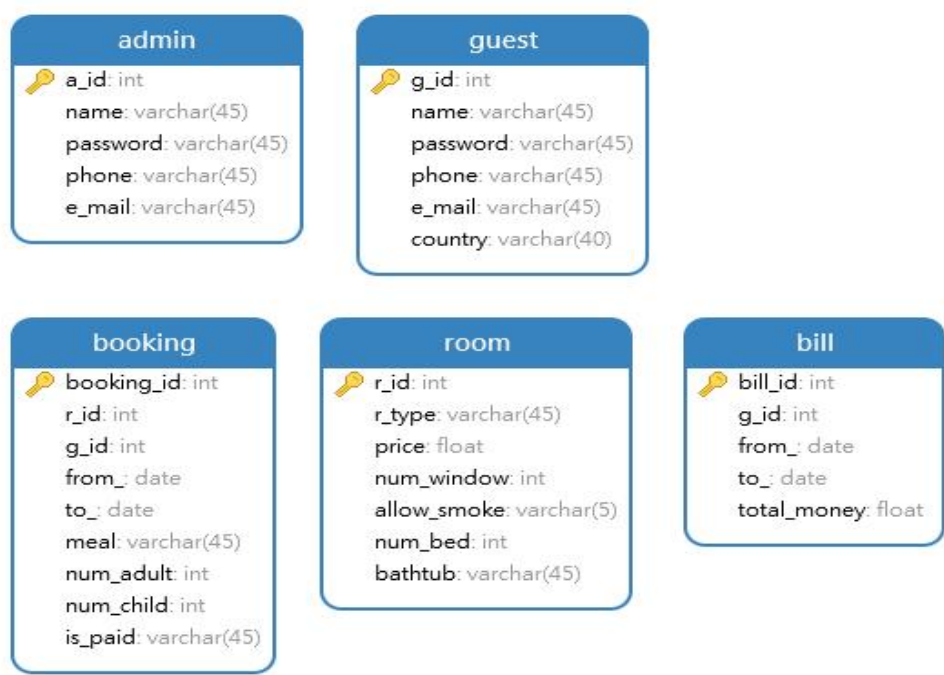 admin
a_id: int
name: varchar(45)
password: varchar(45)
phone: varchar(45)
e_mail: varchar(45)
guest
g_id: int
name: varchar(45)
password: varchar(45)
phone: varchar(45)
e_mail: varchar(45)
country: varchar(40)
booking
booking_id: int
r_id: int
g_id: int
from_: date
to_: date
meal: varchar(45)
num_adult: int
num_child: int
is_paid: varchar(45)
room
r_id: int
r_type: varchar(45)
price: float
num_window: int
allow_smoke: varchar(5)
num_bed: int
bathtub: varchar(45)
bill
bill_id: int
g_id: int
from_: date
to_: date
total_money: float